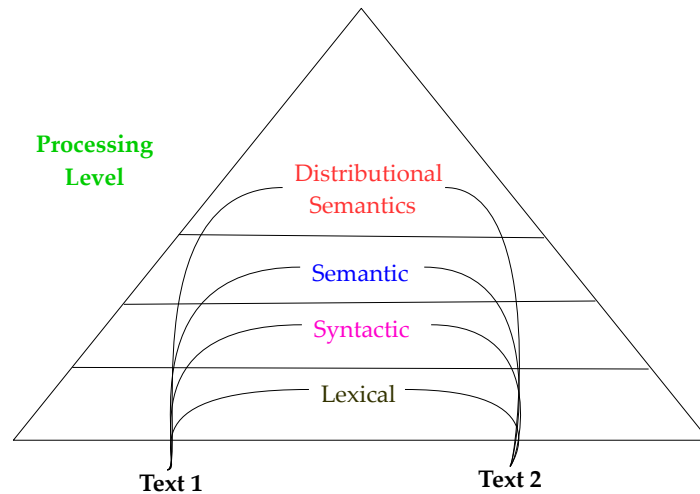 Processing
Level
Distributional
Semantics
Semantic
Syntactic
Lexical
Text 1
Text 2